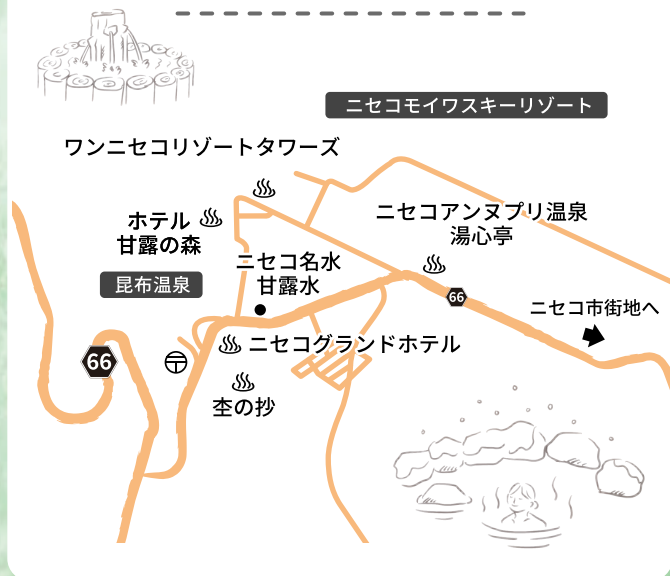 ニセコモイワスキーリゾート
ワンニセコリゾートタワーズ
ニセコアンヌプリ温泉
湯心亭
ホテル
甘露の森
ニセコ名水
甘露水
昆布温泉
66
ニセコ市街地へ
ニセコグランドホテル
66
杢の抄